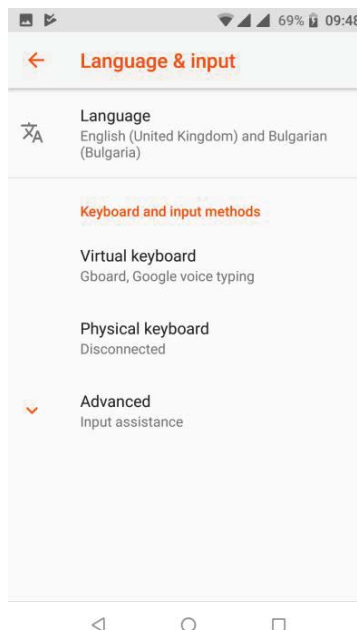 69% 09:48
Language & input
Language
English (United Kingdom) and Bulgarian
(Bulgaria)
Keyboard and input methods
Virtual keyboard
Gboard, Google voice typing
Physical keyboard
Disconnected
Advanced
Input assistance